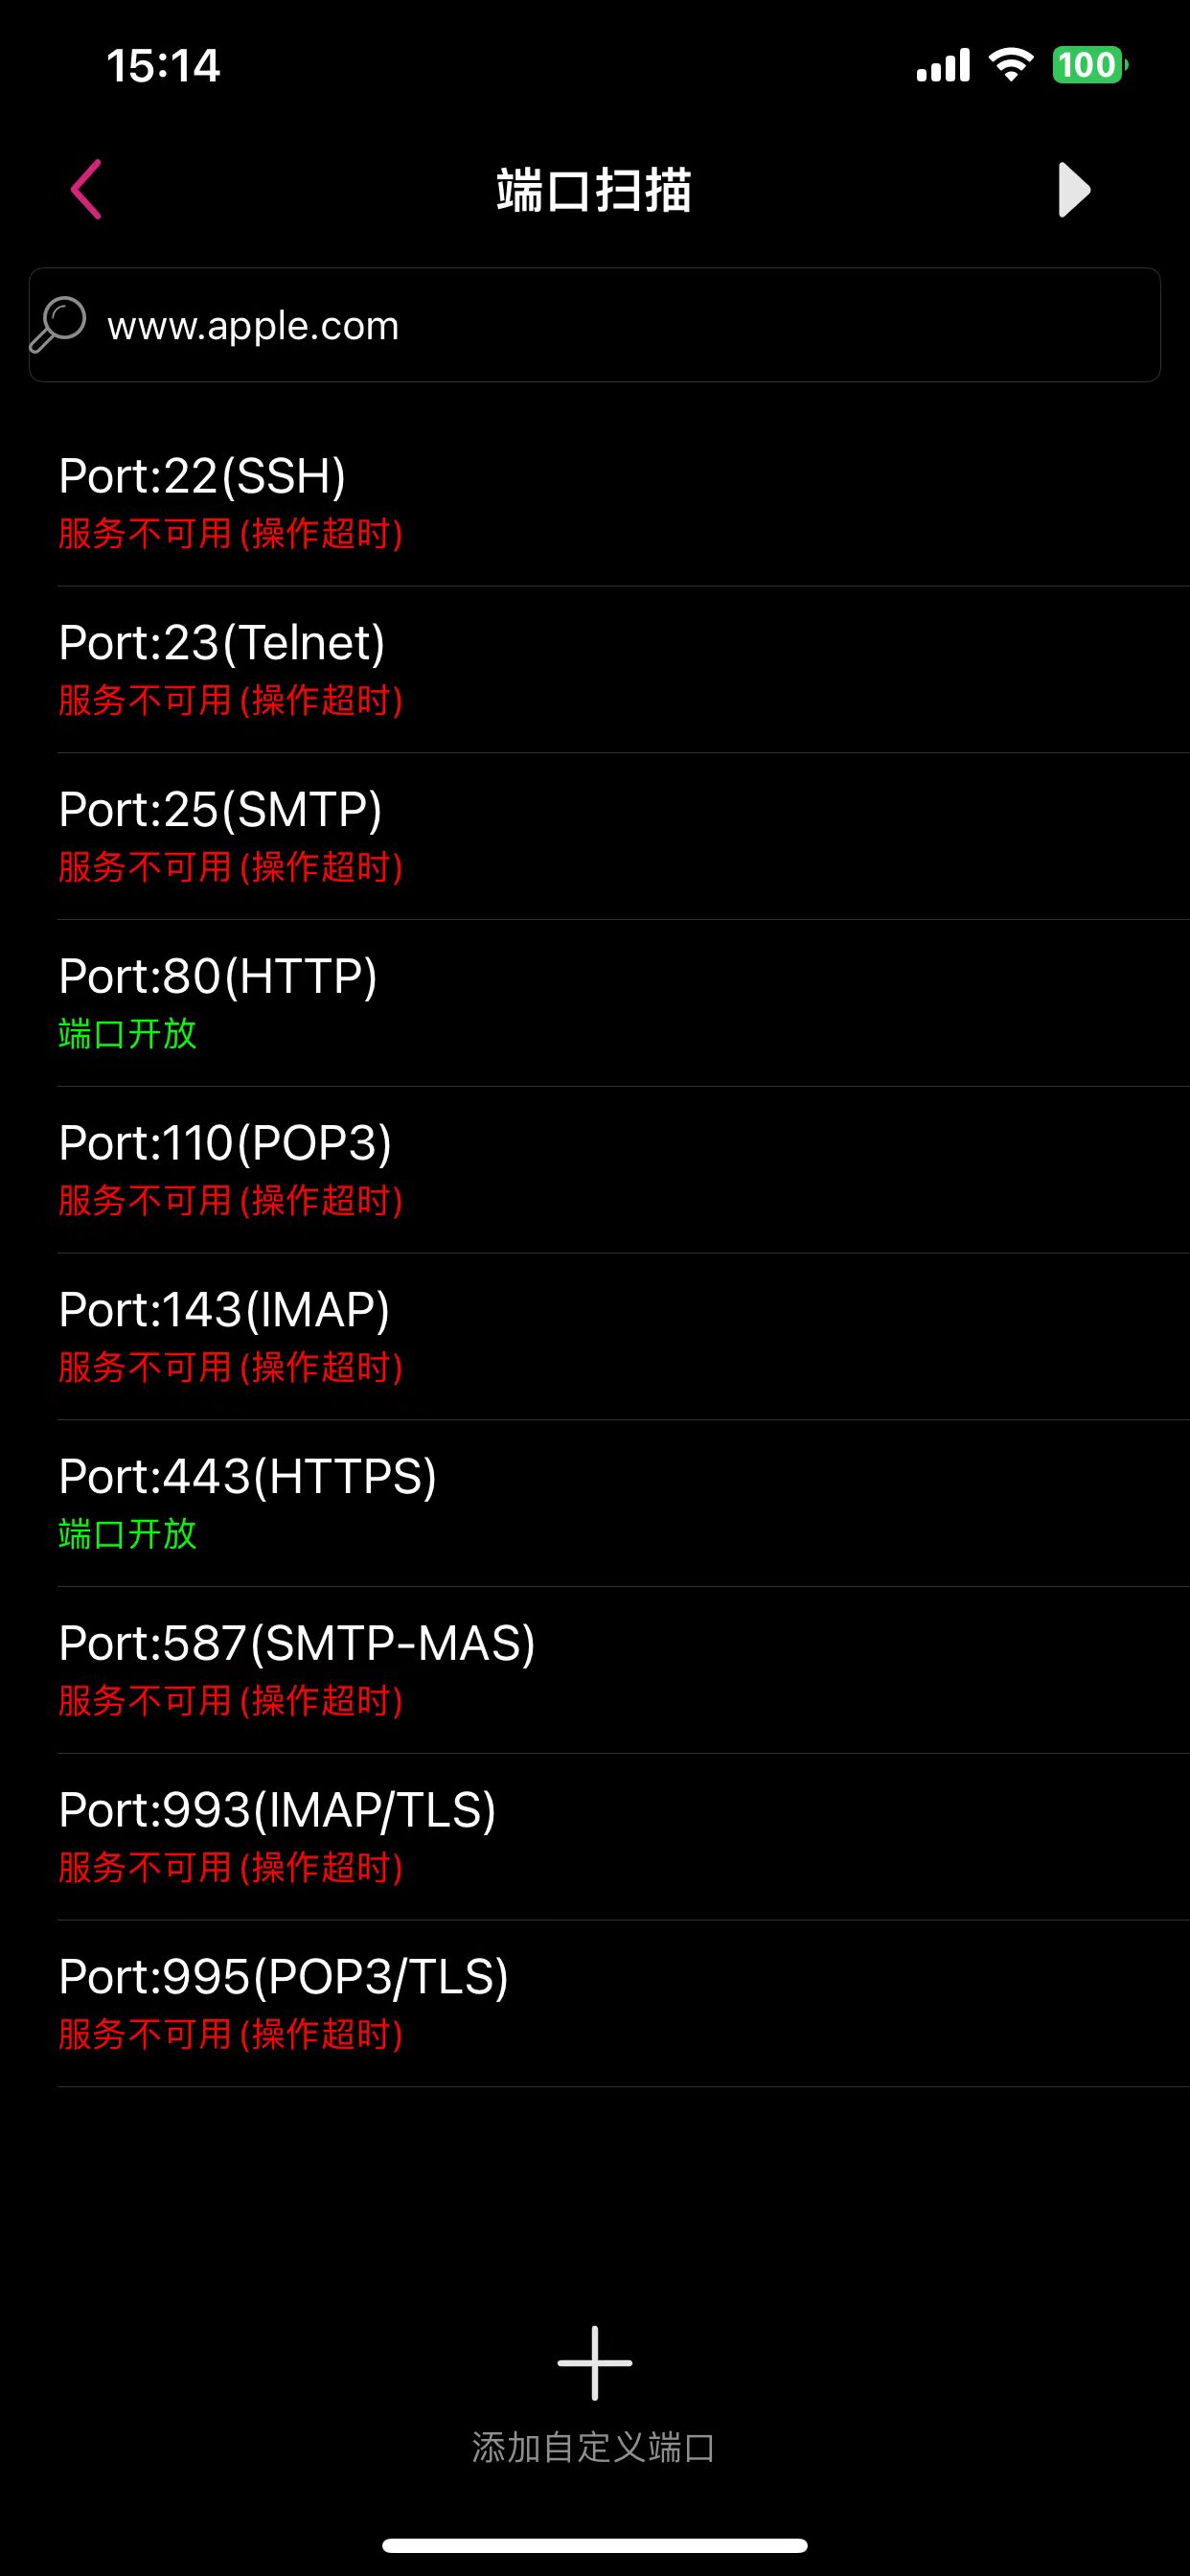 15:14
100
端口扫描
www.apple.com
Port:22(SSH)
服务不可用(操作超时)
Port:23(Telnet)
服务不可用(操作超时)
Port:25(SMTP)
服务不可用(操作超时)
Port:80(HTTP)
端口开放
Port:110(POP3)
服务不可用(操作超时)
Port:143(IMAP)
服务不可用(操作超时)
Port:443(HTTPS)
端口开放
Port:587(SMTP-MAS)
服务不可用(操作超时)
Port:993(IMAP/TLS)
服务不可用(操作超时)
Port:995(POP3/TLS)
服务不可用(操作超时)
添加自定义端口